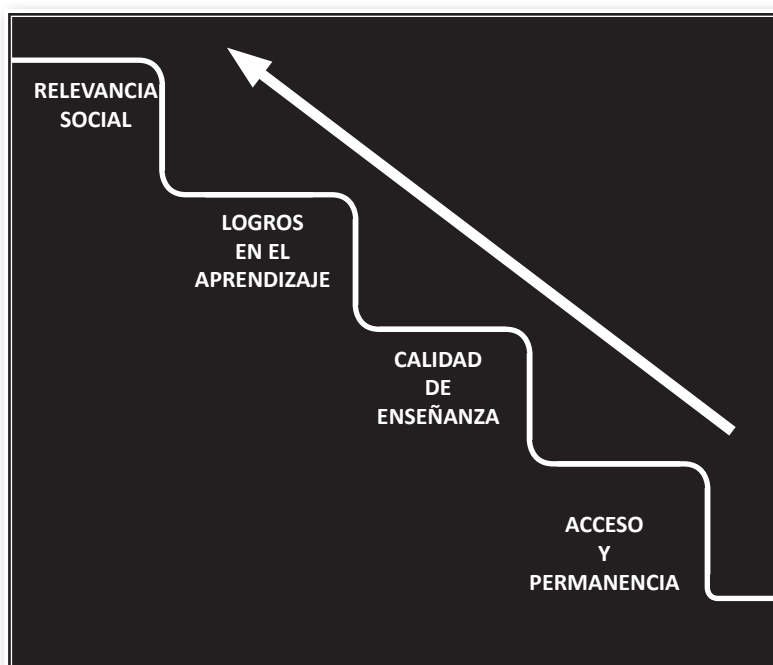 RELEVANCIA
SOCIAL
LOGROS
EN EL
APRENDIZAJE
CALIDAD
DE
ENSEÑANZA
ACCESO
Y
PERMANENCIA